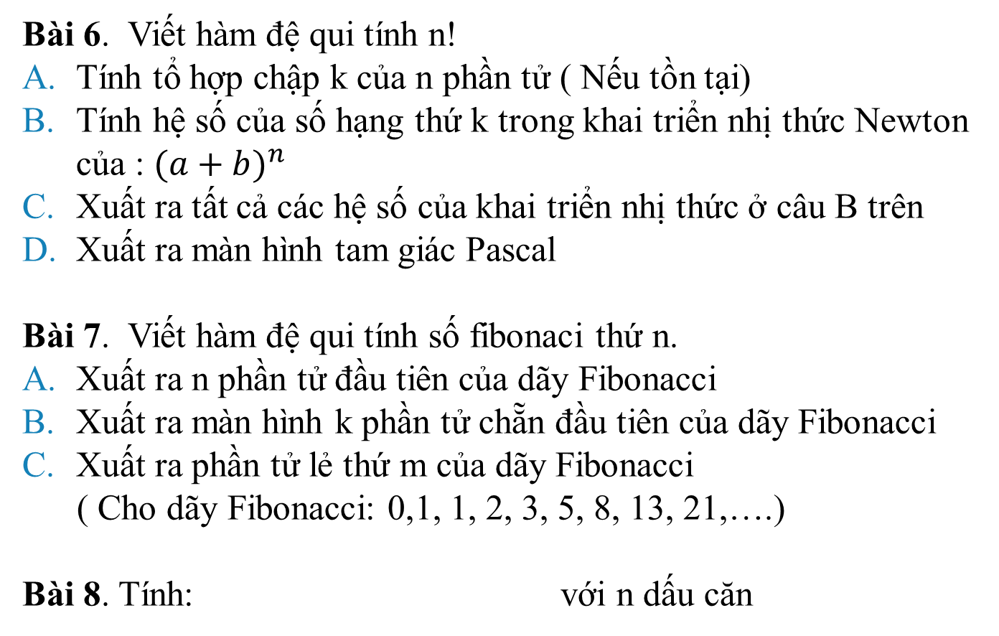 Bài 6. Viết hàm đệ qui tính n!
A. Tính tổ hợp chập k của n phần tử ( Nếu tồn tại)
B. Tính hệ số của số hạng thứ k trong khai triển nhị thức Newton
của : (a + b)ⁿ
C. Xuất ra tất cả các hệ số của khai triển nhị thức ở câu B trên
D. Xuất ra màn hình tam giác Pascal
Bài 7. Viết hàm đệ qui tính số fibonaci thứ n.
A. Xuất ra n phần tử đầu tiên của dãy Fibonacci
B. Xuất ra màn hình k phần tử chẵn đầu tiên của dãy Fibonacci
C. Xuất ra phần tử lẻ thứ m của dãy Fibonacci
( Cho dãy Fibonacci: 0,1, 1, 2, 3, 5, 8, 13, 21,….)
Bài 8. Tính: với n dấu căn